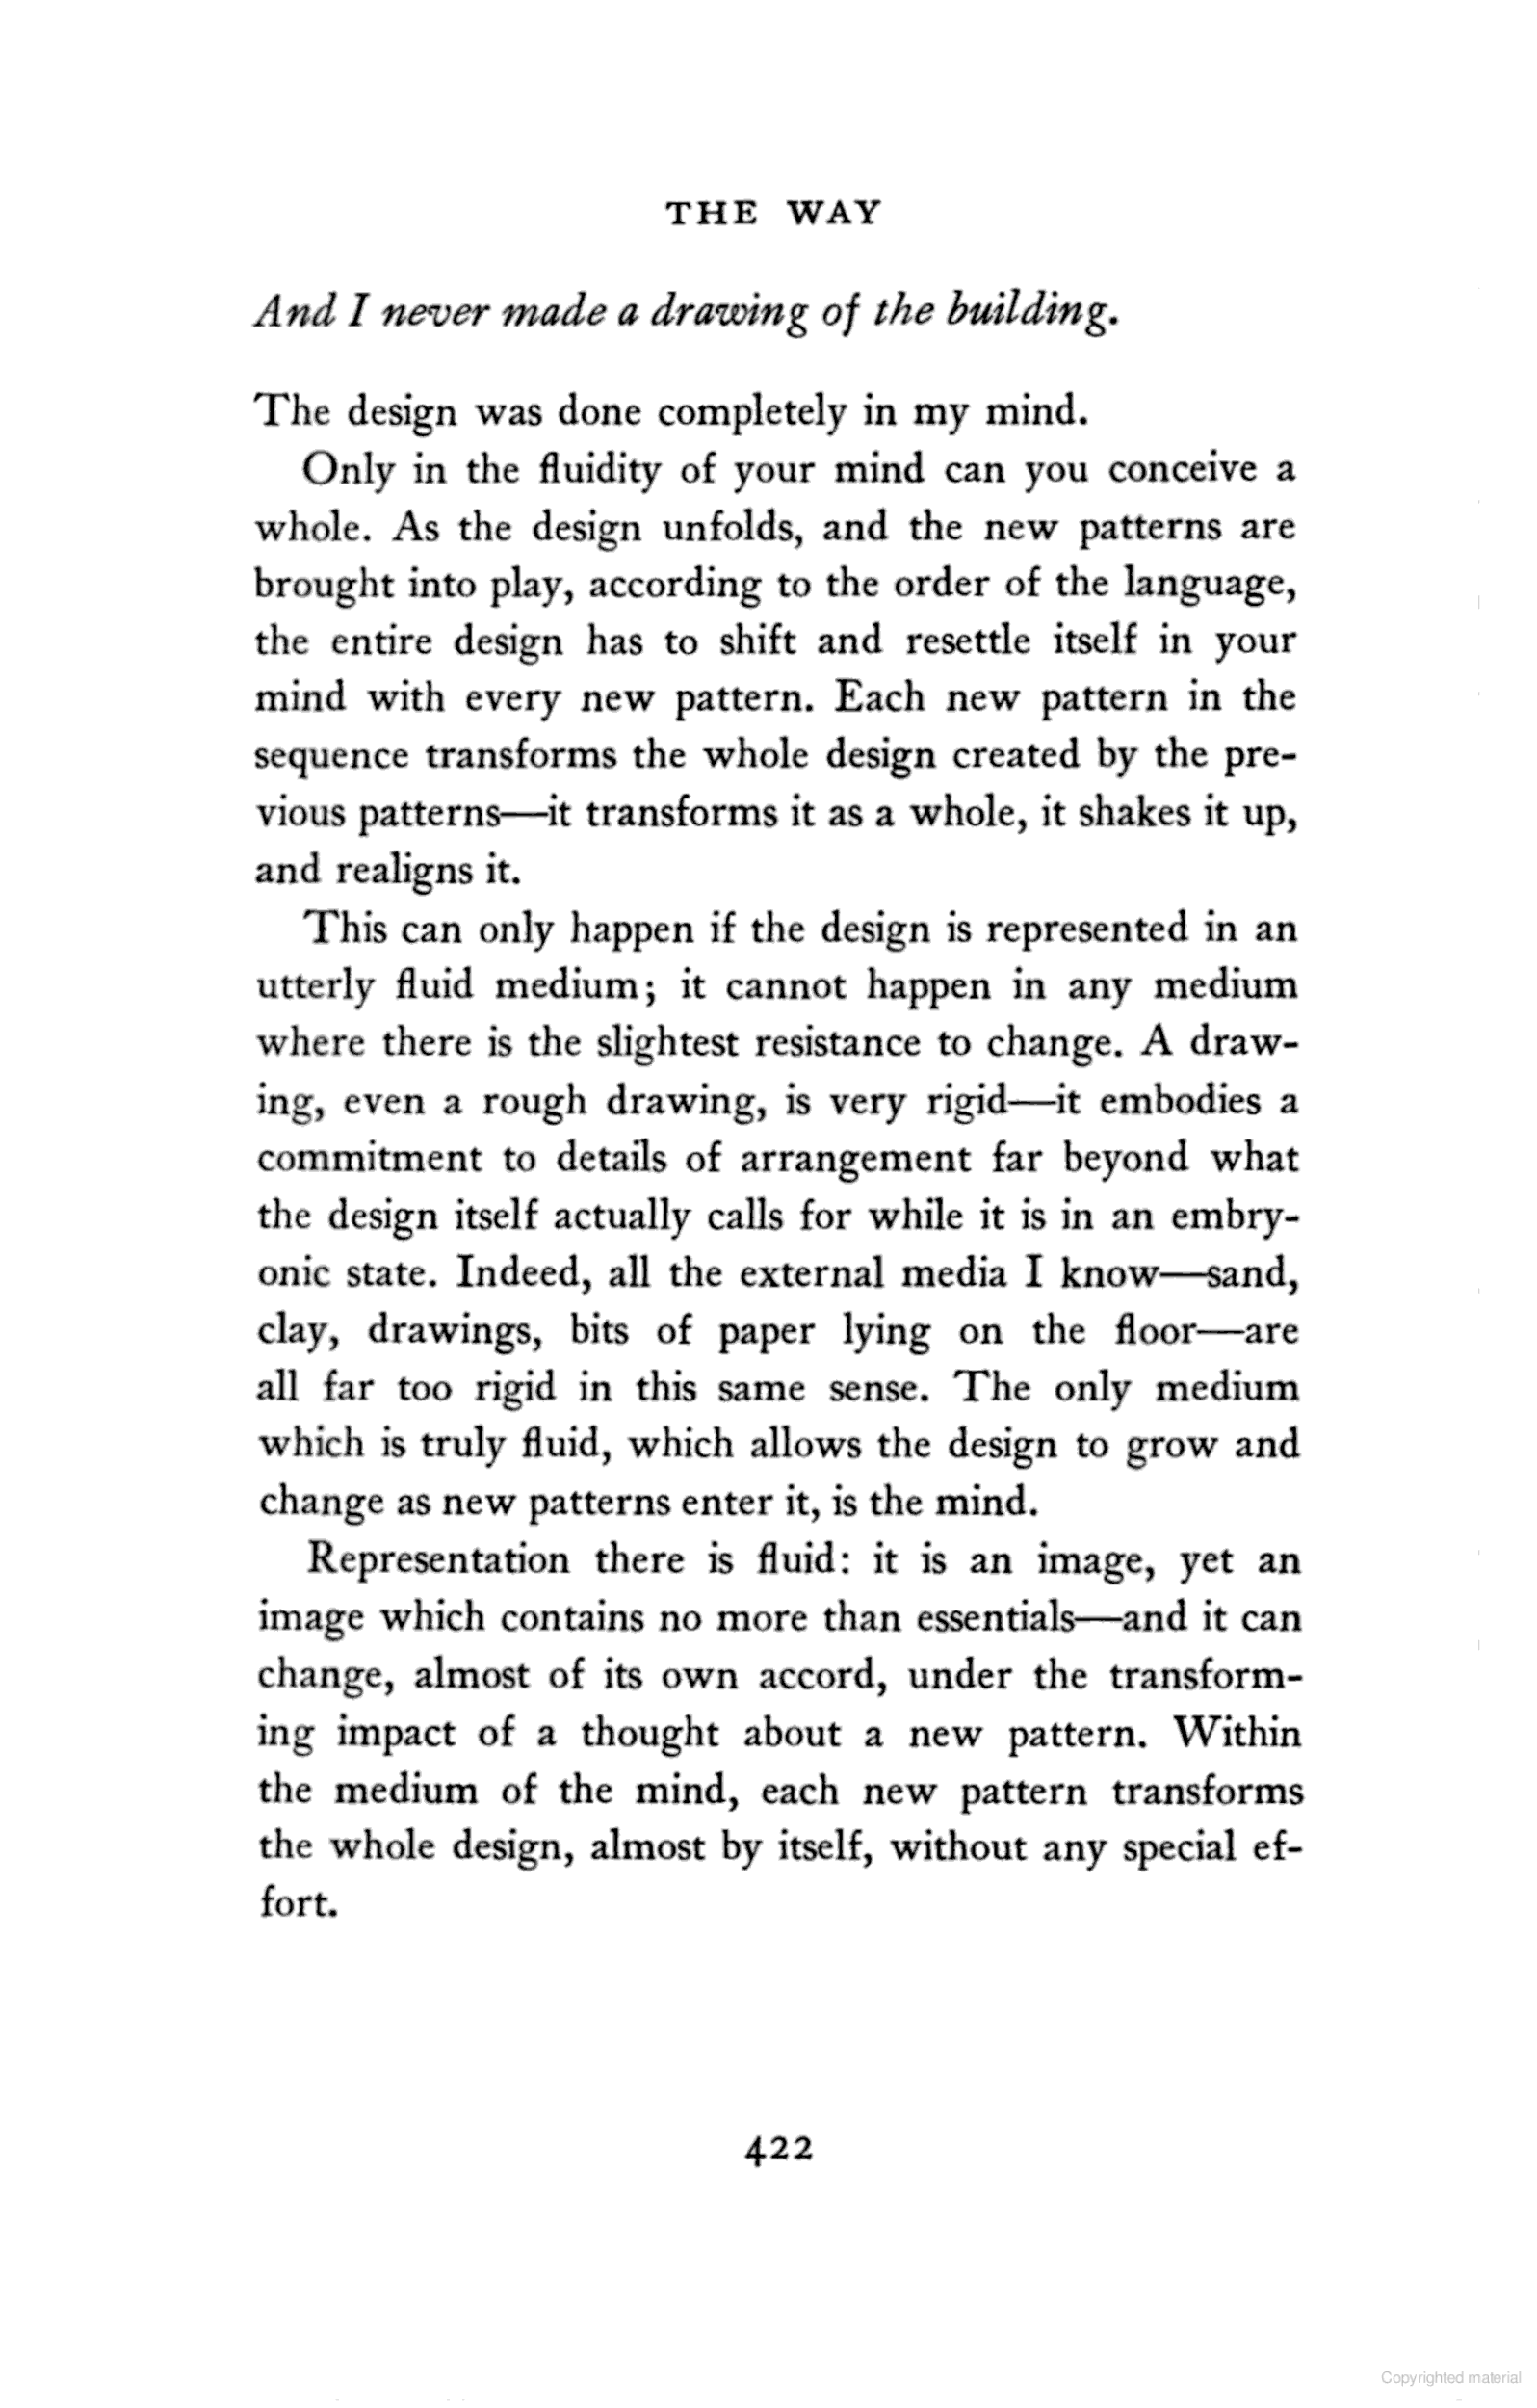 THE WAY
And I never made a drawing of the building.
The design was done completely in my mind.
Only in the fluidity of your mind can you conceive a
whole. As the design unfolds, and the new patterns are
brought into play, according to the order of the language,
the entire design has to shift and resettle itself in your
mind with every new pattern. Each new pattern in the
sequence transforms the whole design created by the pre-
vious patterns—it transforms it as a whole, it shakes it up,
and realigns it.
This can only happen if the design is represented in an
utterly fluid medium; it cannot happen in any medium
where there is the slightest resistance to change. A draw-
ing, even a rough drawing, is very rigid—it embodies a
commitment to details of arrangement far beyond what
the design itself actually calls for while it is in an embry-
onic state. Indeed, all the external media I know—sand,
clay, drawings, bits of paper lying on the floor—are
all far too rigid in this same sense. The only medium
which is truly fluid, which allows the design to grow and
change as new patterns enter it, is the mind.
Representation there is fluid: it is an image, yet an
image which contains no more than essentials—and it can
change, almost of its own accord, under the transform-
ing impact of a thought about a new pattern. Within
the medium of the mind, each new pattern transforms
the whole design, almost by itself, without any special ef-
fort.
422
Copyrighted material